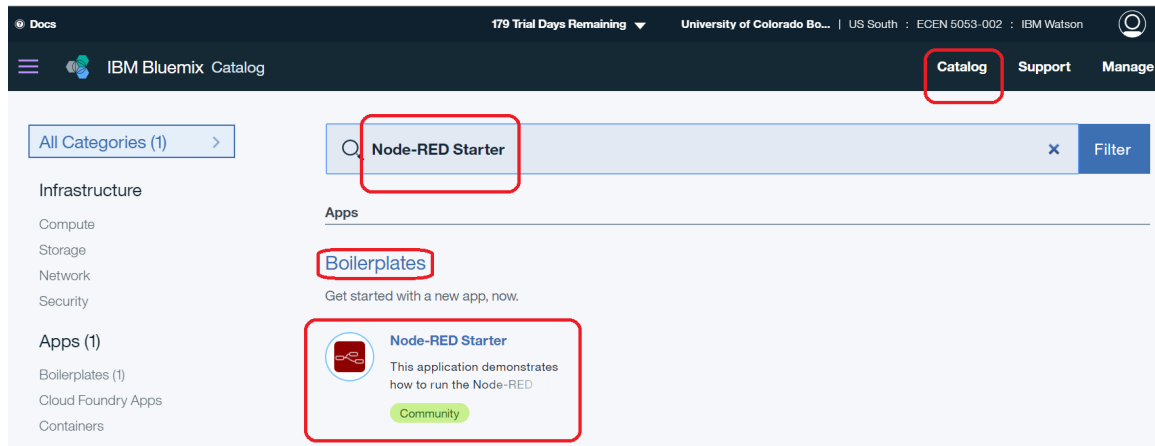 Docs
179 Trial Days Remaining
University of Colorado Bo... | US South : ECEN 5053-002 : IBM Watson
IBM Bluemix Catalog
Catalog
Support
Manage
All Categories (1)
Infrastructure
Compute
Storage
Network
Security
Apps (1)
Boilerplates (1)
Cloud Foundry Apps
Containers
Node-RED Starter
Filter
Apps
Boilerplates
Get started with a new app, now.
Node-RED Starter
This application demonstrates
how to run the Node-RED
Community